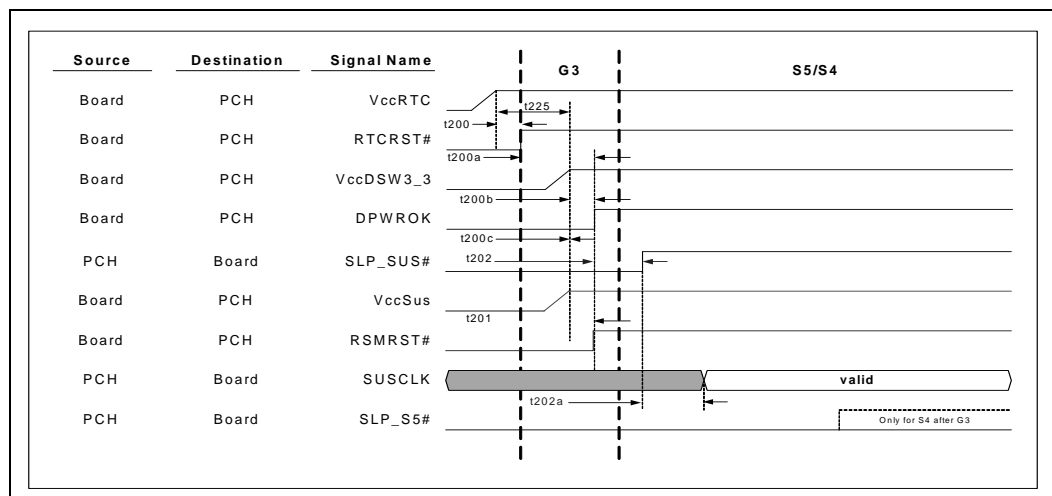 Source Destination Signal Name G3 S5/S4
Board PCH VccRTC
t225
t200
Board PCH RTCRST#
t200a
Board PCH VccDSW3_3
t200b
Board PCH DPWROK
t200c
t202
PCH Board SLP_SUS#
Board PCH VccSus
t201
Board PCH RSMRST#
PCH Board SUSCLK valid
t202a
PCH Board SLP_S5# Only for S4 after G3